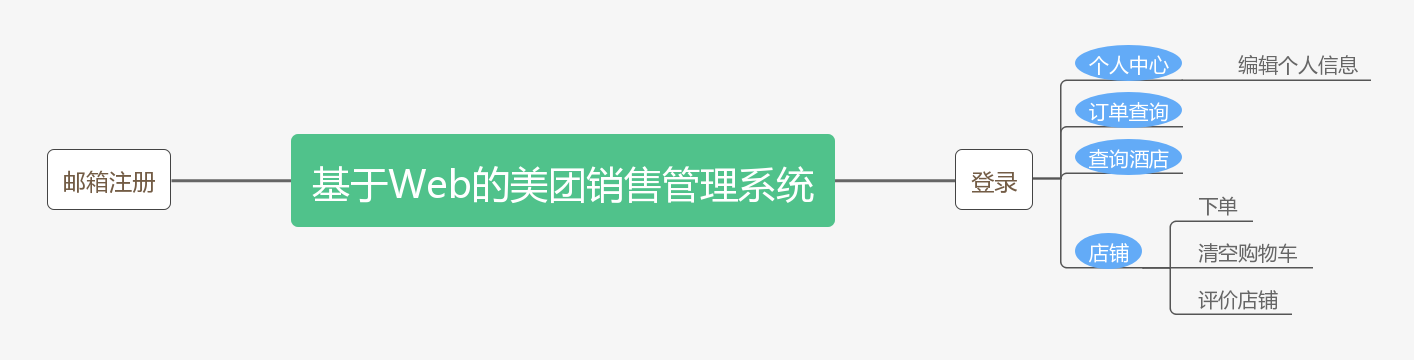 邮箱注册
基于Web的美团销售管理系统
登录
个人中心
编辑个人信息
订单查询
查询酒店
店铺
下单
清空购物车
评价店铺